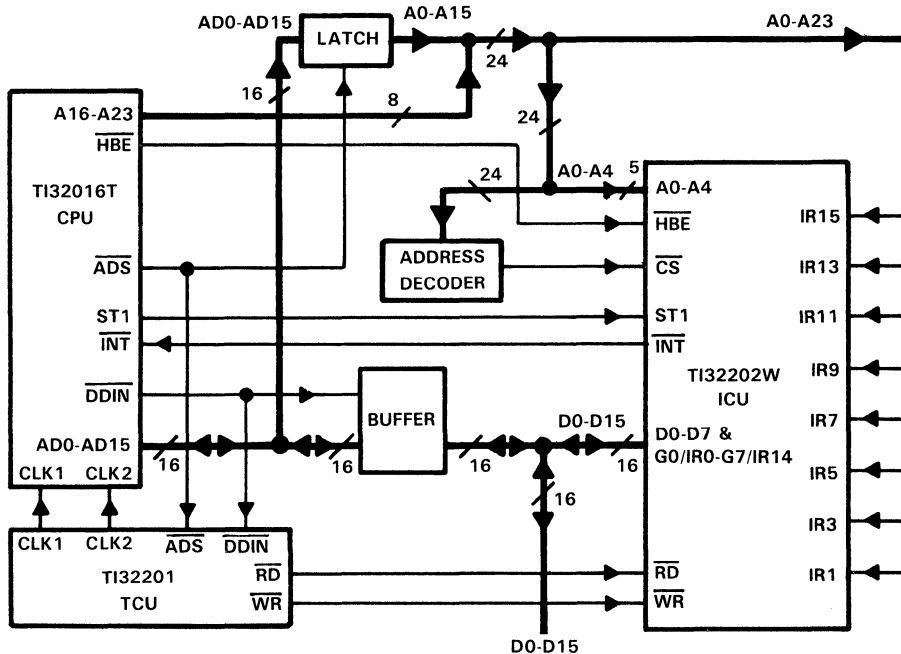 AD0-AD15
A0-A15
A0-A23
LATCH
24
16
8
24
A16-A23
HBE
TI32016T
CPU
ADS
ST1
INT
DDIN
AD0-AD15
CLK1
CLK2
24
A0-A4
5
ADDRESS
DECODER
BUFFER
16
16
16
D0-D15
16
16
D0-D15
A0-A4
HBE
CS
ST1
INT
TI32202W
ICU
D0-D7 &
G0/IR0-G7/IR14
RD
WR
IR15
IR13
IR11
IR9
IR7
IR5
IR3
IR1
CLK1
CLK2
ADS
DDIN
TI32201
TCU
RD
WR